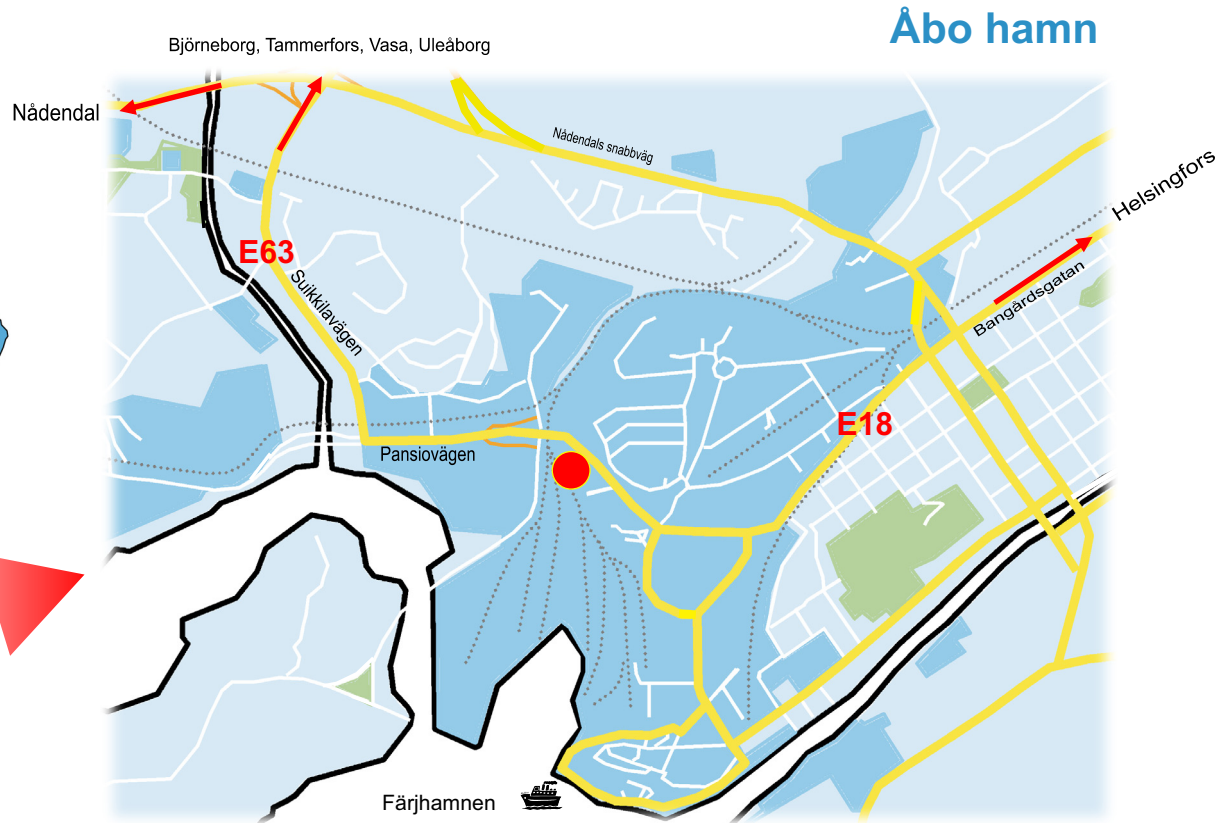 Åbo hamn
Björneborg, Tammerfors, Vasa, Uleåborg
Nådendal
Nådendals snabbväg
Helsingfors
E63
Suikkilavägen
Bangårdsgatan
E18
Pansiovägen
Färjhamnen